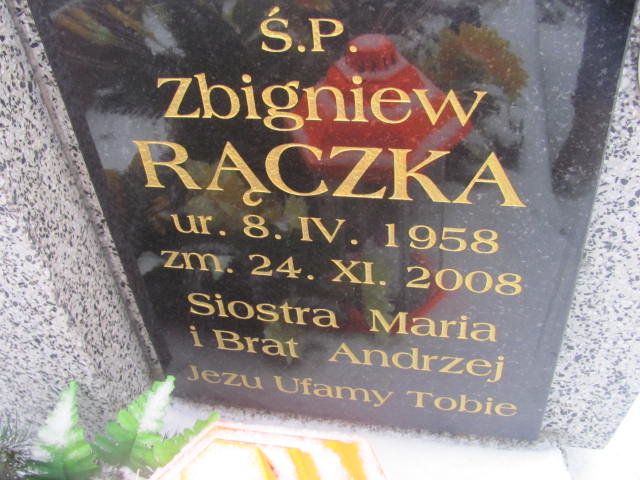 Ś.P.
Zbigniew
RĄCZKA
ur. 8. IV. 1958
zm. 24. XI. 2008
Siostra Maria
i Brat Andrzej
Jezu Ufamy Tobie